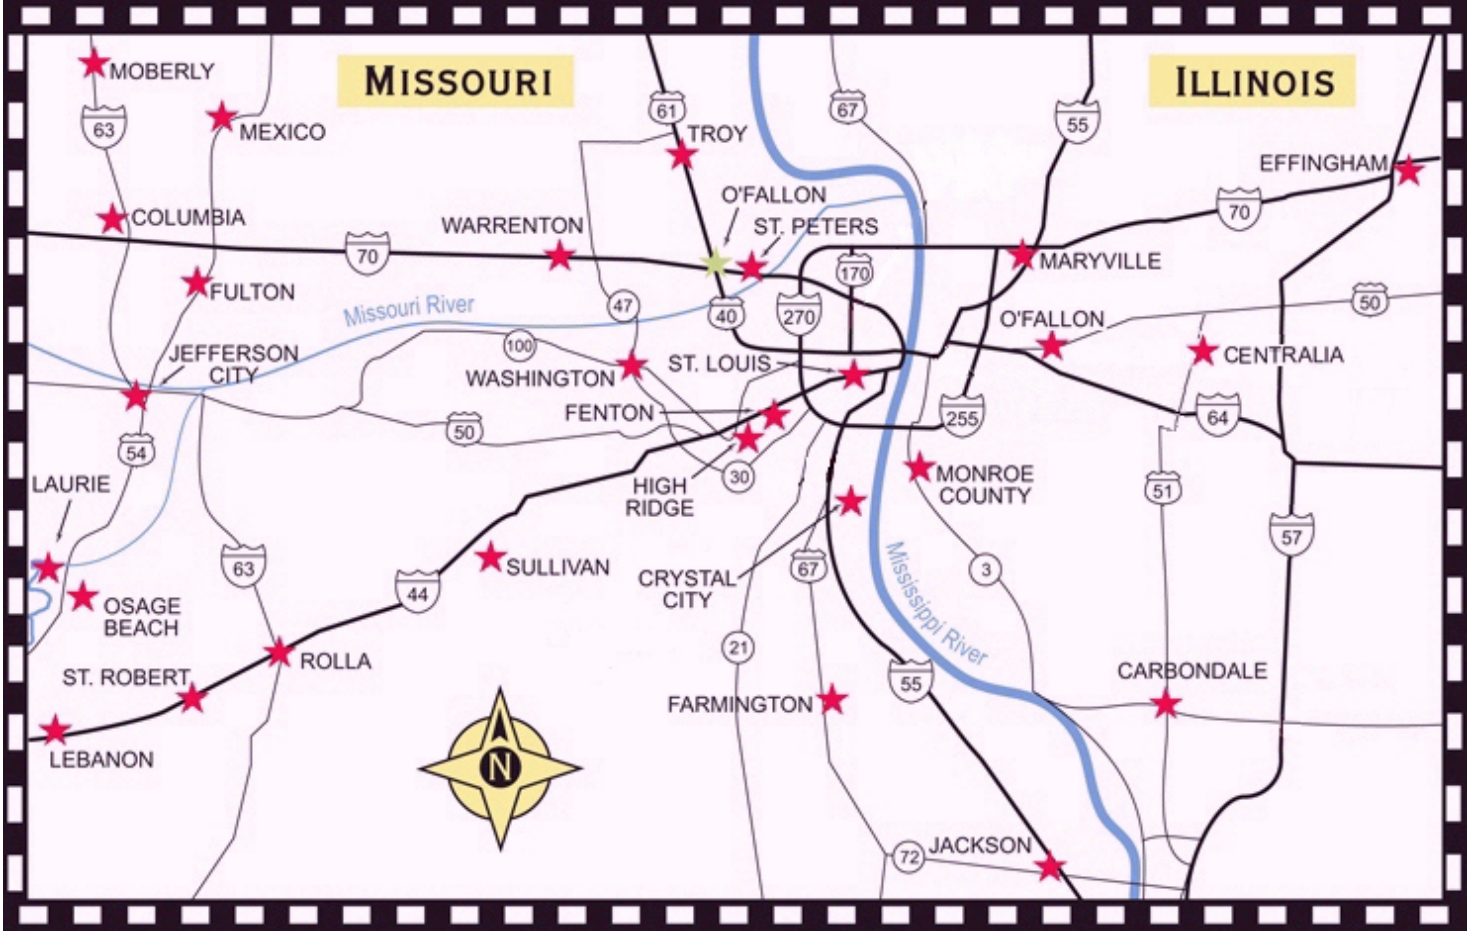 MISSOURI
ILLINOIS
MOBERLY
63
MEXICO
61
TROY
67
55
EFFINGHAM
COLUMBIA
O'FALLON
WARRENTON
ST. PETERS
70
70
MARYVILLE
170
FULTON
Missouri River
47
40
270
50
O'FALLON
100
JEFFERSON
CITY
WASHINGTON
ST. LOUIS
CENTRALIA
FENTON
255
64
50
54
LAURIE
HIGH
RIDGE
30
MONROE
COUNTY
51
57
SULLIVAN
63
44
CRYSTAL
CITY
67
Mississippi River
3
OSAGE
BEACH
21
ROLLA
ST. ROBERT
55
CARBONDALE
FARMINGTON
LEBANON
N
72
JACKSON